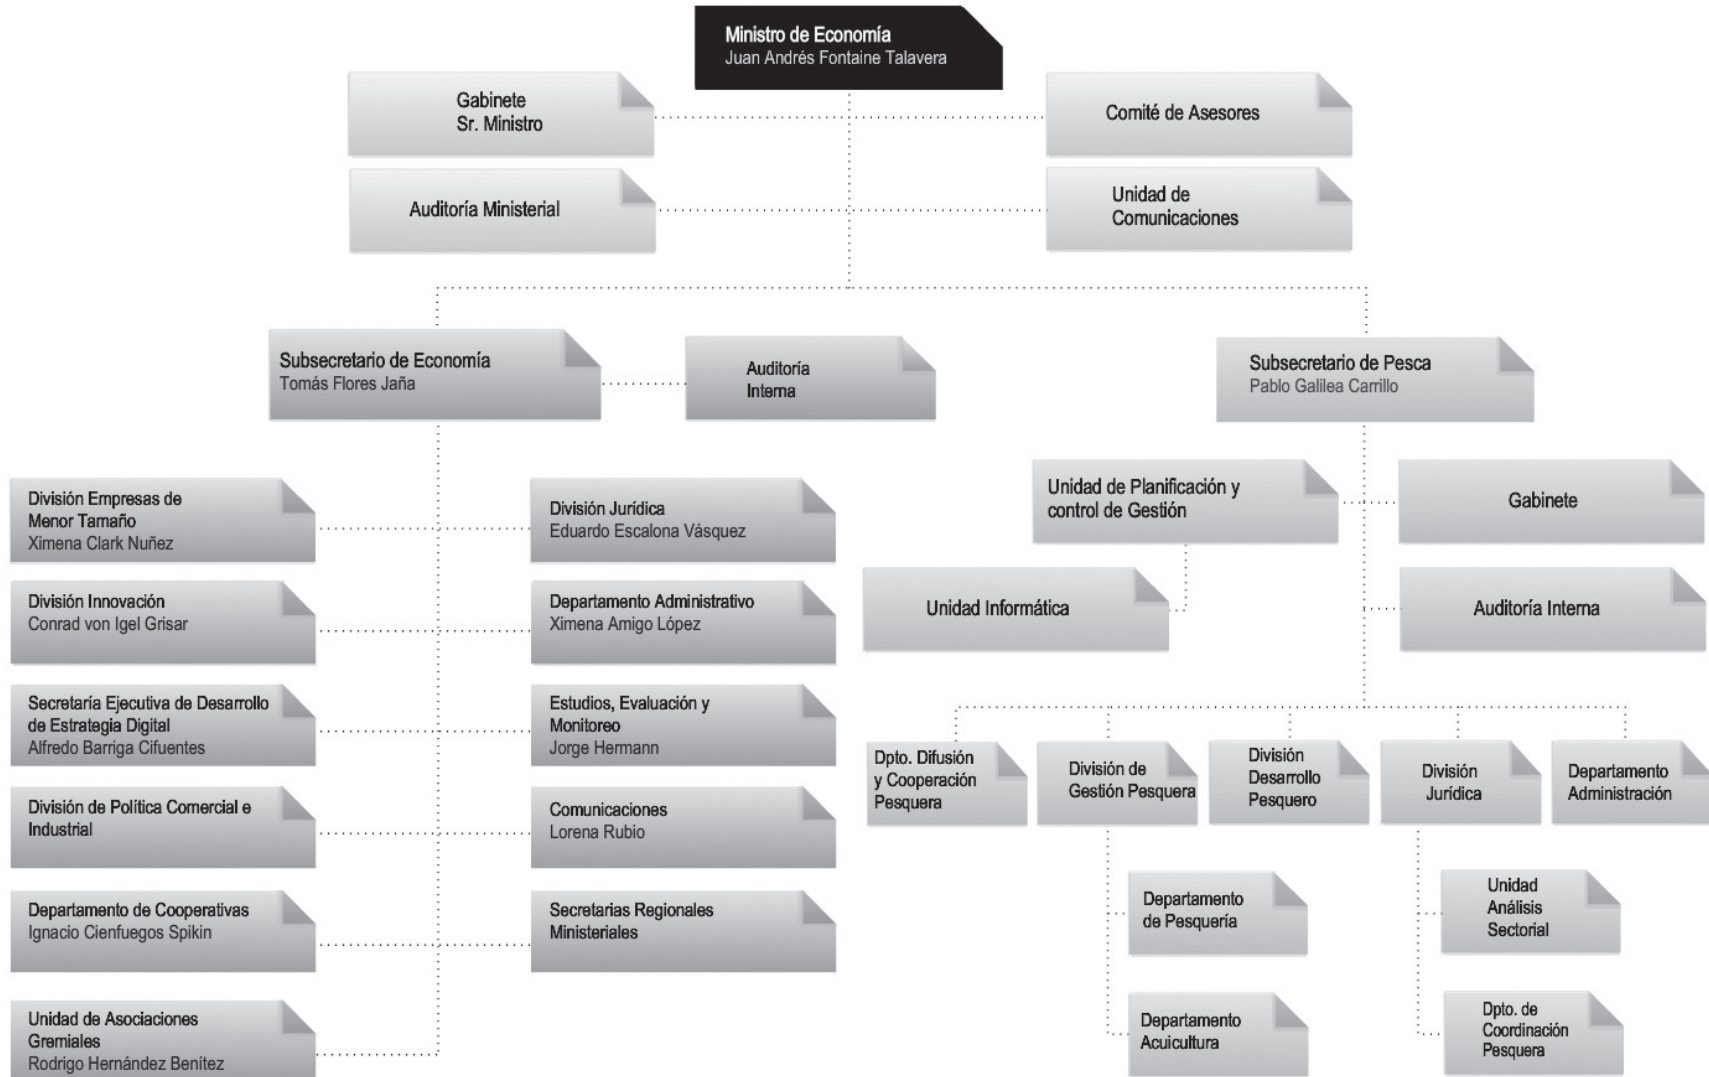 Ministro de Economía
Juan Andrés Fontaine Talavera
Gabinete
Sr. Ministro
Comité de Asesores
Auditoría Ministerial
Unidad de
Comunicaciones
Subsecretario de Economía
Tomás Flores Jaña
Auditoría
Interna
Subsecretario de Pesca
Pablo Galilea Carrillo
División Empresas de
Menor Tamaño
Ximena Clark Nuñez
División Jurídica
Eduardo Escalona Vásquez
División Innovación
Conrad von Igel Grisar
Departamento Administrativo
Ximena Amigo López
Secretaría Ejecutiva de Desarrollo
de Estrategia Digital
Alfredo Barriga Cifuentes
Estudios, Evaluación y
Monitoreo
Jorge Hermann
División de Política Comercial e
Industrial
Comunicaciones
Lorena Rubio
Departamento de Cooperativas
Ignacio Cienfuegos Spikin
Secretarias Regionales
Ministeriales
Unidad de Asociaciones
Gremiales
Rodrigo Hernández Benítez
Unidad de Planificación y
control de Gestión
Gabinete
Unidad Informática
Auditoría Interna
Dpto. Difusión
y Cooperación
Pesquera
División de
Gestión Pesquera
División
Desarrollo
Pesquero
División
Jurídica
Departamento
Administración
Departamento
de Pesquería
Unidad
Análisis
Sectorial
Departamento
Acuicultura
Dpto. de
Coordinación
Pesquera